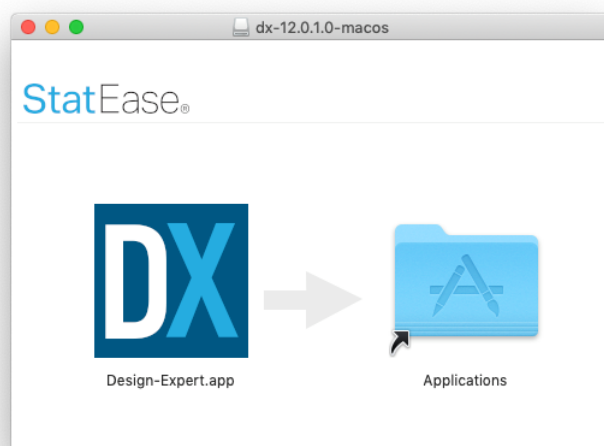 dx-12.0.1.0-macos
StatEase®
DX
Design-Expert.app
Applications